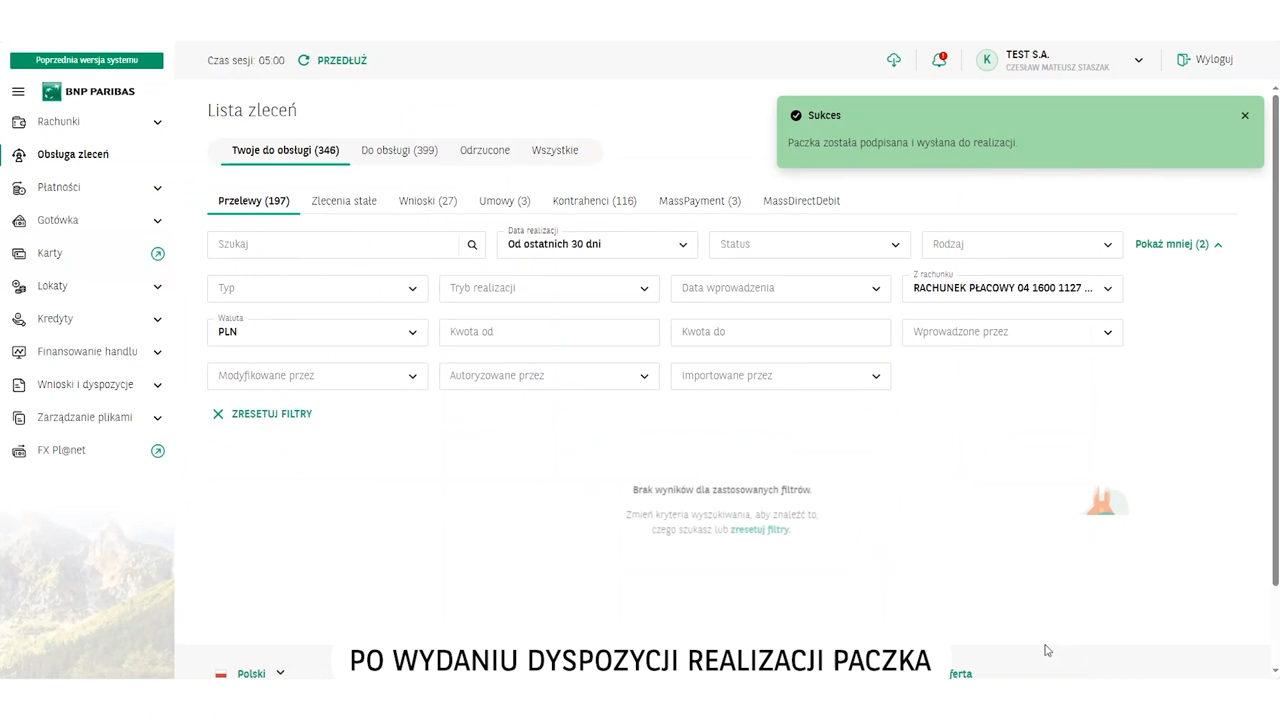 Poprzednia wersja systemu
Czas sesji: 05:00 PRZEDŁUŻ
TEST S.A.
CZESŁAW MATEUSZ STASZAK
K
Wyloguj
BNP PARIBAS
Rachunki
Obsługa zleceń
Płatności
Gotówka
Karty
Lokaty
Kredyty
Finansowanie handlu
Wnioski i dyspozycje
Zarządzanie plikami
FX Pl@net
Lista zleceń
Sukces
Paczka została podpisana i wysłana do realizacji.
Twoje do obsługi (346) Do obsługi (399) Odrzucone Wszystkie
Przelewy (197) Zlecenia stałe Wnioski (27) Umowy (3) Kontrahenci (116) MassPayment (3) MassDirectDebit
Szukaj
Data realizacji
Od ostatnich 30 dni
Status
Rodzaj
Pokaż mniej (2)
Typ
Tryb realizacji
Data wprowadzenia
Z rachunku
RACHUNEK PŁACOWY 04 1600 1127 ...
Waluta
PLN
Kwota od
Kwota do
Wprowadzone przez
Modyfikowane przez
Autoryzowane przez
Importowane przez
ZRESETUJ FILTRY
Brak wyników dla zastosowanych filtrów.
Zmień kryteria wyszukiwania, aby znaleźć to,
czego szukasz lub zresetuj filtry.
Polski
ferta
PO WYDANIU DYSPOZYCJI REALIZACJI PACZKA